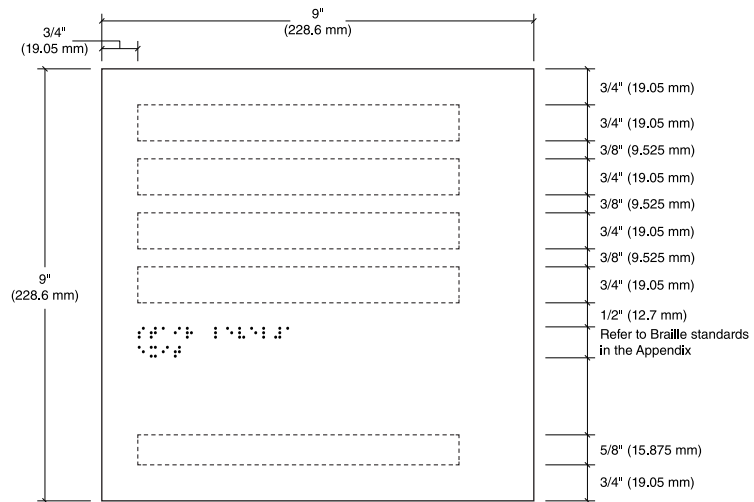 9"
(228.6 mm)
3/4"
(19.05 mm)
3/4" (19.05 mm)
3/4" (19.05 mm)
3/8" (9.525 mm)
3/4" (19.05 mm)
3/8" (9.525 mm)
3/4" (19.05 mm)
3/8" (9.525 mm)
3/4" (19.05 mm)
9"
(228.6 mm)
1/2" (12.7 mm)
⠎⠞⠁⠊⠗ ⠇⠑⠧⠑⠇⠼⠁
⠑⠭⠊⠞
Refer to Braille standards
in the Appendix
5/8" (15.875 mm)
3/4" (19.05 mm)